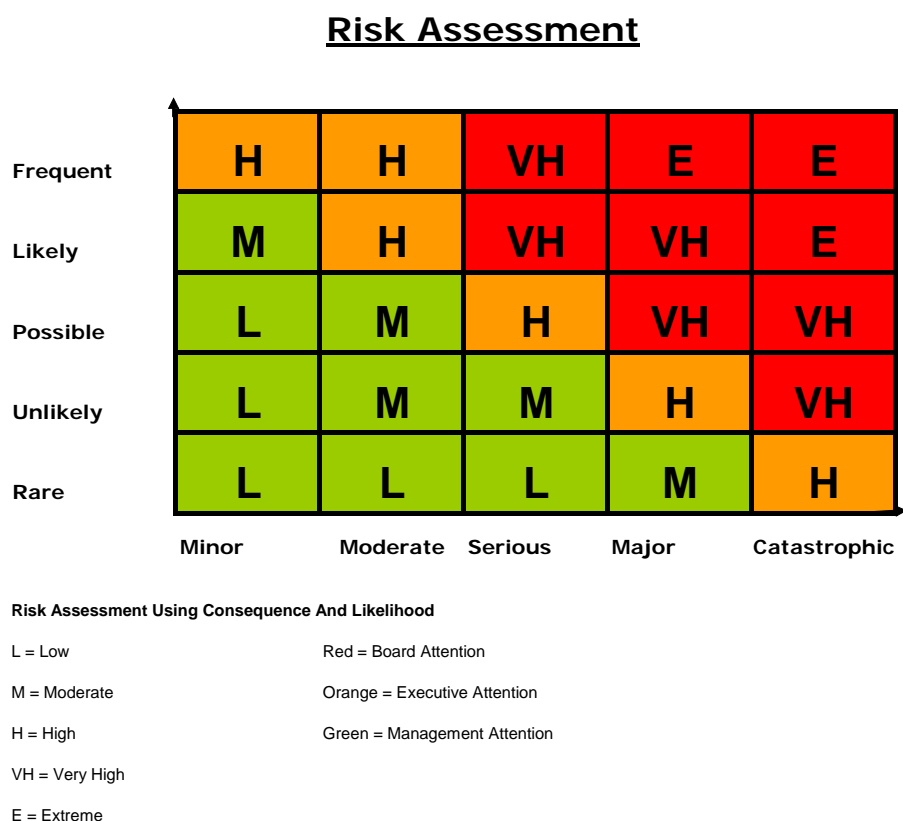 Risk Assessment
Frequent H H VH E E
Likely M H VH VH E
Possible L M H VH VH
Unlikely L M M H VH
Rare L L L M H
Minor Moderate Serious Major Catastrophic
Risk Assessment Using Consequence And Likelihood
L = Low Red = Board Attention
M = Moderate Orange = Executive Attention
H = High Green = Management Attention
VH = Very High
E = Extreme